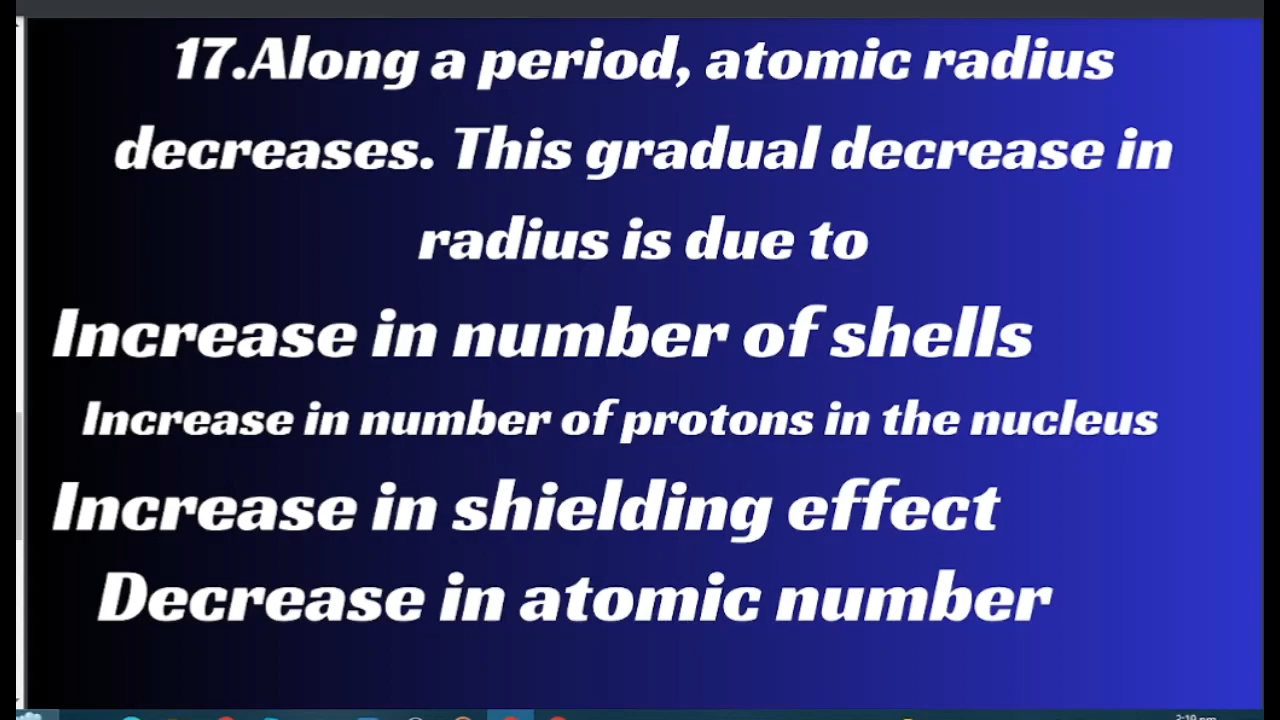 17.Along a period, atomic radius
decreases. This gradual decrease in
radius is due to
Increase in number of shells
Increase in number of protons in the nucleus
Increase in shielding effect
Decrease in atomic number